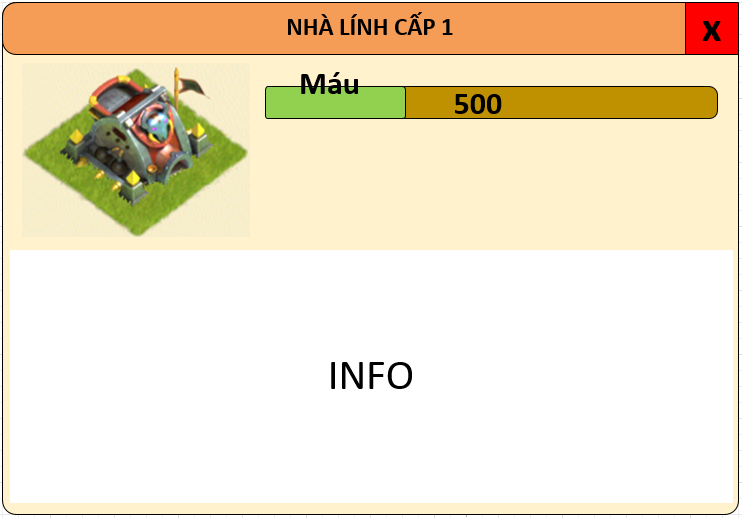 NHÀ LÍNH CẤP 1
X
Máu
500
INFO